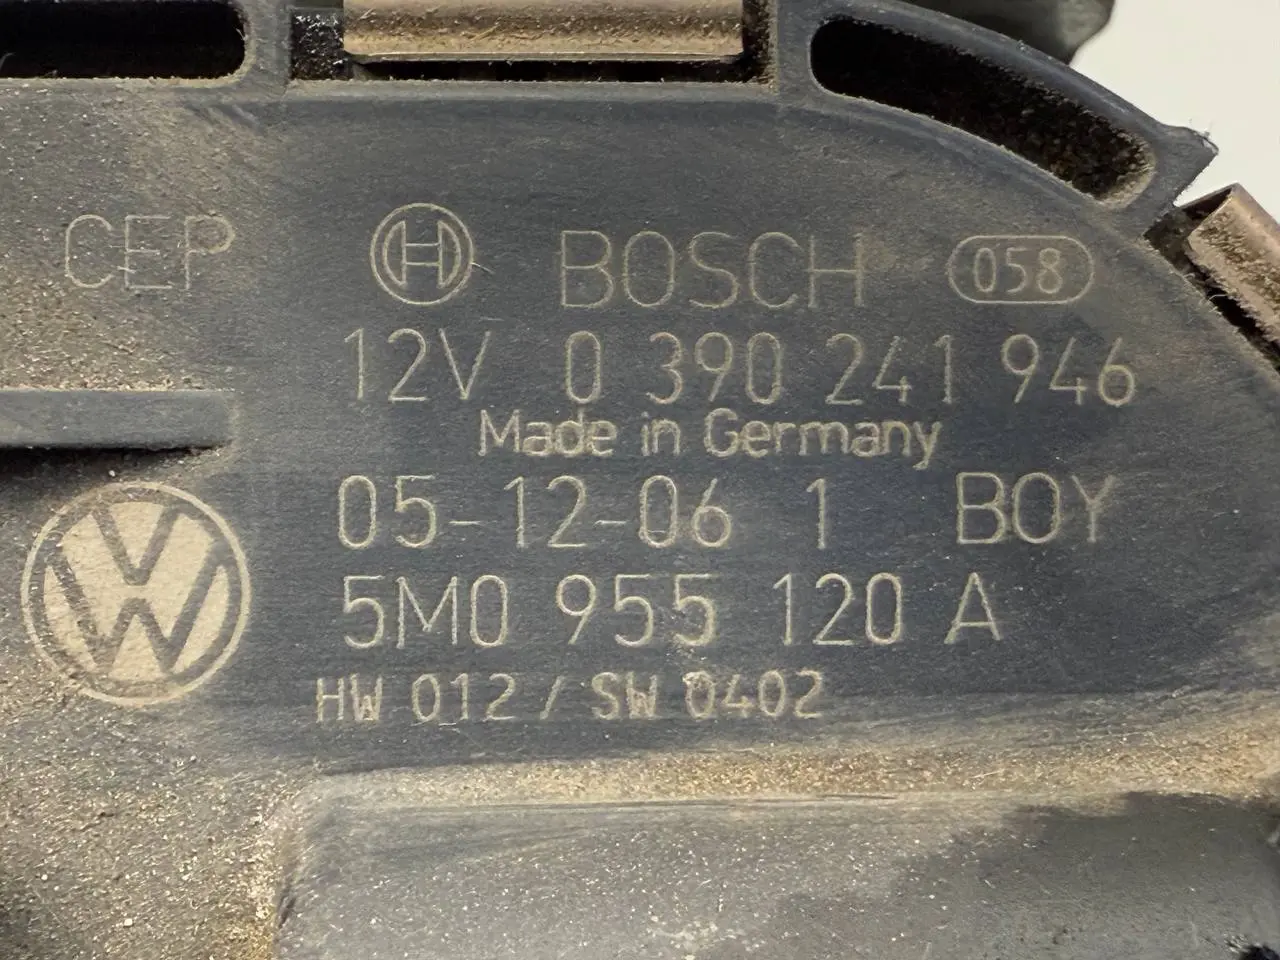 CEP BOSCH 058
12V 0 390 241 946
Made in Germany
05-12-06 1 BOY
5M0 955 120 A
HW 012 / SW 0402